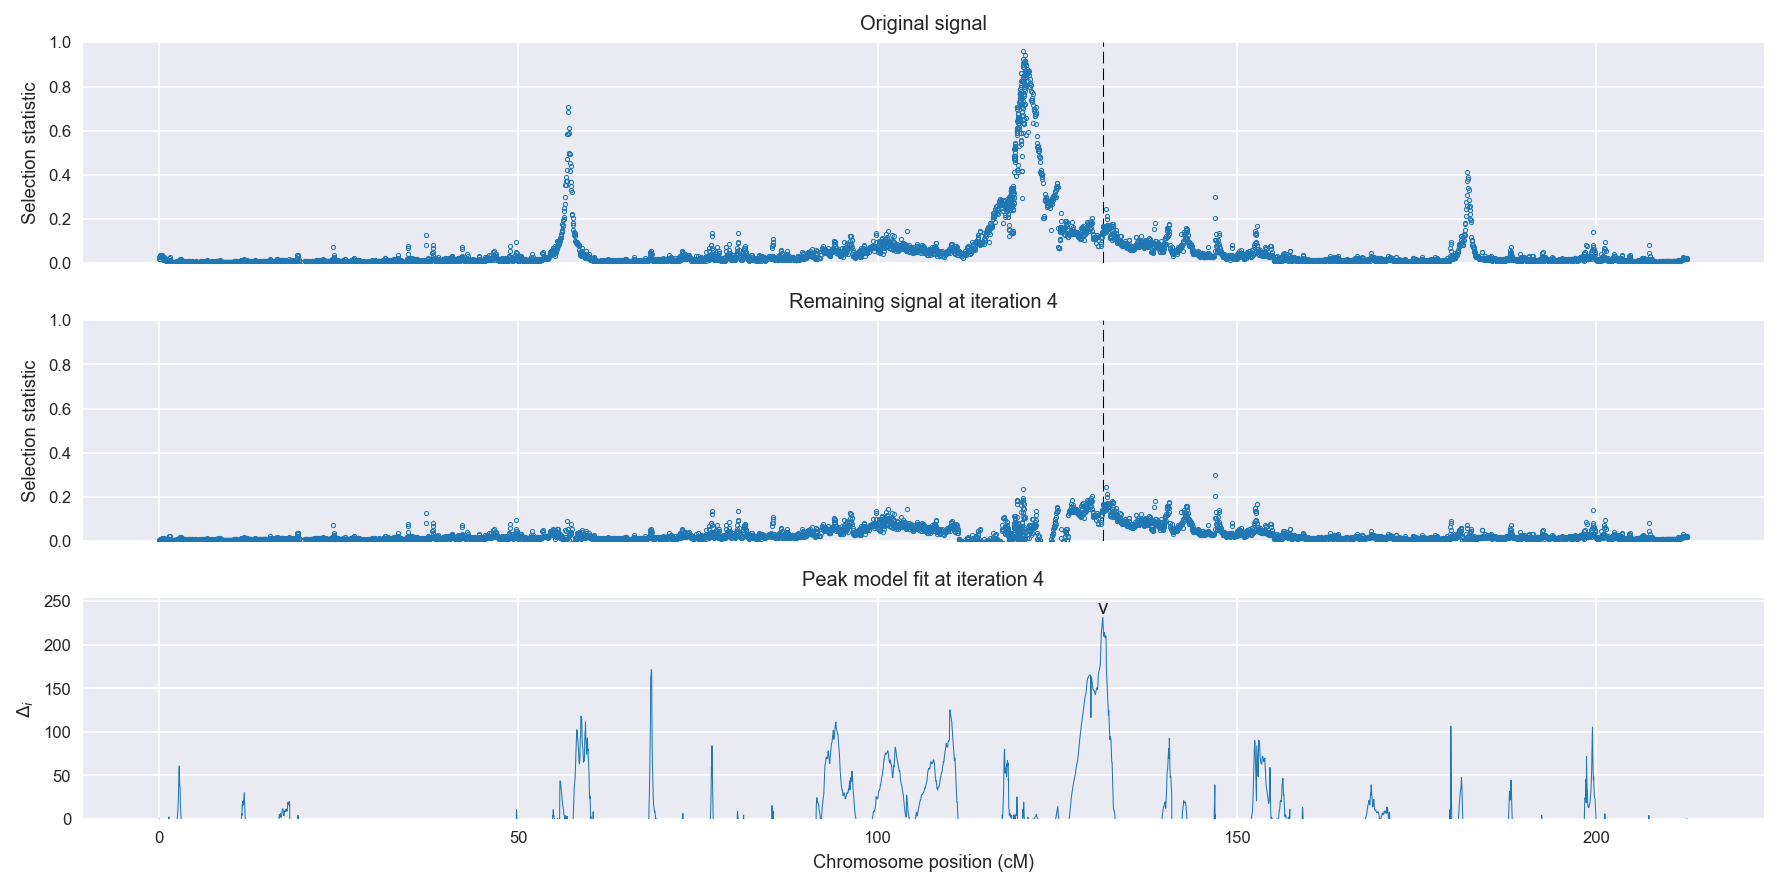 Original signal
1.0
0.8
0.6
0.4
0.2
0.0
Selection statistic
Remaining signal at iteration 4
1.0
0.8
0.6
0.4
0.2
0.0
Selection statistic
Peak model fit at iteration 4
250
200
150
100
50
0
Δi
v
0 50 100 150 200
Chromosome position (cM)